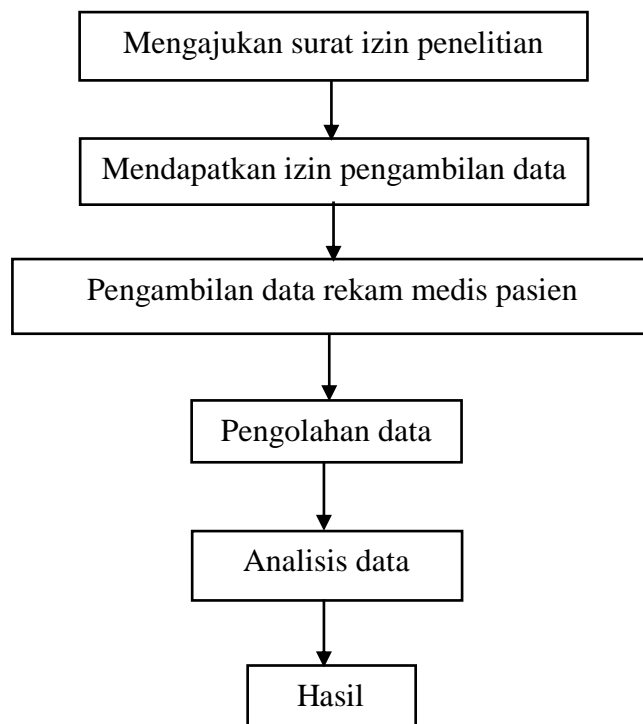 Mengajukan surat izin penelitian
Mendapatkan izin pengambilan data
Pengambilan data rekam medis pasien
Pengolahan data
Analisis data
Hasil